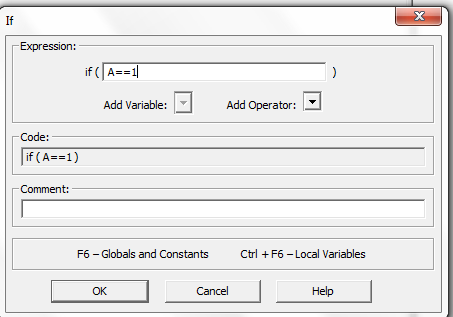 If
Expression:
if ( A==1 )
Add Variable: Add Operator:
Code:
if ( A==1 )
Comment:
F6 – Globals and Constants Ctrl + F6 – Local Variables
OK Cancel Help